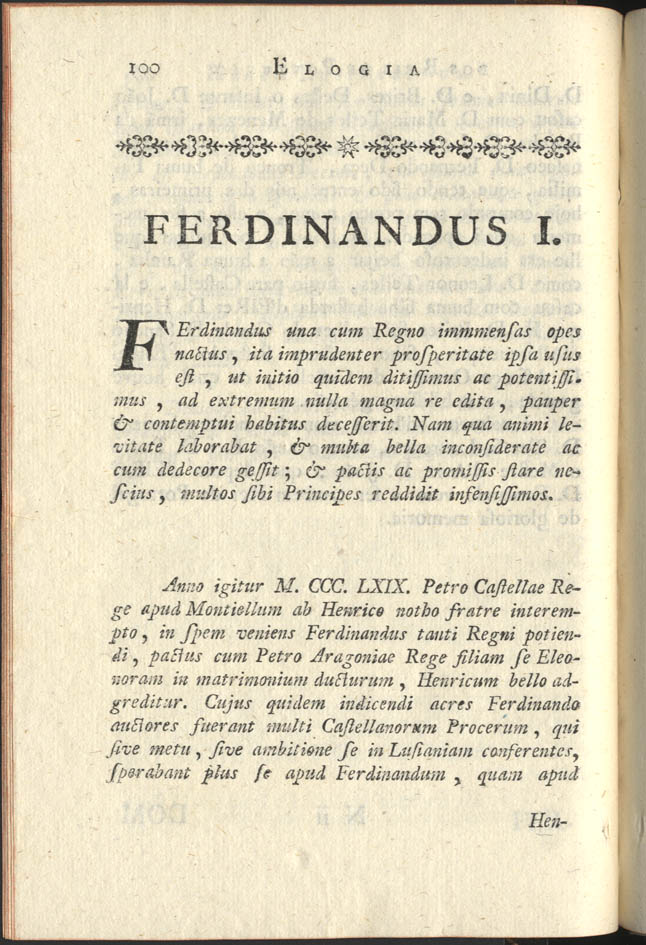 100 ELOGIA
FERDINANDUS I.
FErdinandus una cum Regno immmenſas opes
nactus, ita imprudenter proſperitate ipſa uſus
eſt, ut initio quidem ditiſſimus ac potentiſſi-
mus, ad extremum nulla magna re edita, pauper
& contemptui habitus deceſſerit. Nam qua animi le-
vitate laborabat, & multa bella inconſiderate ac
cum dedecore geſſit; & pactis ac promiſſis ſtare ne-
ſcius, multos ſibi Principes reddidit infenſiſſimos.
Anno igitur M. CCC. LXIX. Petro Caſtellae Re-
ge apud Montiellum ab Henrico notho fratre interem-
pto, in ſpem veniens Ferdinandus tanti Regni potien-
di, pactus cum Petro Aragoniae Rege filiam ſe Eleo-
noram in matrimonium ducturum, Henricum bello ad-
greditur. Cujus quidem indicendi acres Ferdinando
auctores fuerant multi Caſtellanorum Procerum, qui
ſive metu, ſive ambitione ſe in Luſianiam conferentes,
ſperabant plus ſe apud Ferdinandum, quam apud
Hen-